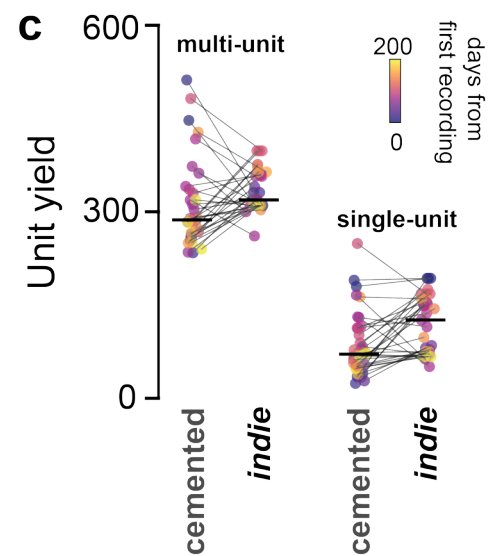 c
600
multi-unit
200
0
days from
first recording
Unit yield
300
single-unit
0
cemented
indie
cemented
indie